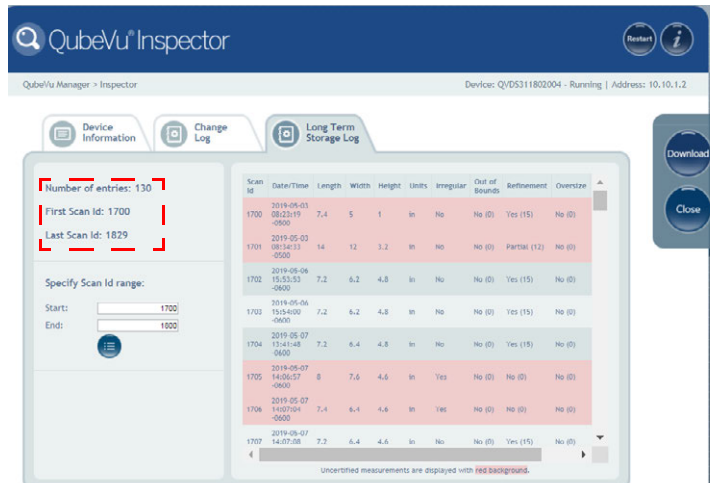 QubeVu® Inspector
Restart
i
QubeVu Manager > Inspector
Device: QVDS311802004 - Running | Address: 10.10.1.2
Device Information
Change Log
Long Term Storage Log
Download
Close
Number of entries: 130
First Scan Id: 1700
Last Scan Id: 1829
Specify Scan Id range:
Start: 1700
End: 1000
Scan Id Date/Time Length Width Height Units Irregular Out of Bounds Refinement Oversize
1700 2019-05-03 08:23:19 -0500 7.4 5 1 in No No (0) Yes (15) No (0)
1701 2019-05-03 08:34:33 -0500 14 12 3.2 in No No (0) Partial (12) No (0)
1702 2019-05-06 15:53:53 -0600 7.2 6.2 4.8 in No No (0) Yes (15) No (0)
1703 2019-05-06 15:54:00 -0600 7.2 6.2 4.8 in No No (0) Yes (15) No (0)
1704 2019-05-07 13:41:48 -0600 7.2 6.4 4.8 in No No (0) Yes (15) No (0)
1705 2019-05-07 14:06:57 -0600 8 7.6 4.6 in Yes No (0) No (0) No (0)
1706 2019-05-07 14:07:04 -0600 7.4 6.4 4.6 in Yes No (0) No (0) No (0)
1707 2019-05-07 14:07:08 7.2 6.4 4.6 in No No (0) Yes (15) No (0)
Uncertified measurements are displayed with red background.